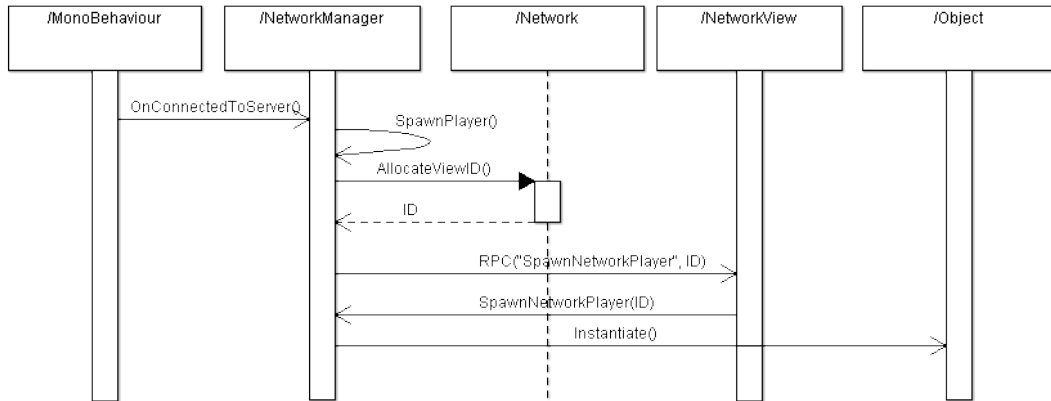 /MonoBehaviour
/NetworkManager
/Network
/NetworkView
/Object
OnConnectedToServer()
SpawnPlayer()
AllocateViewID()
ID
RPC("SpawnNetworkPlayer", ID)
SpawnNetworkPlayer(ID)
Instantiate()